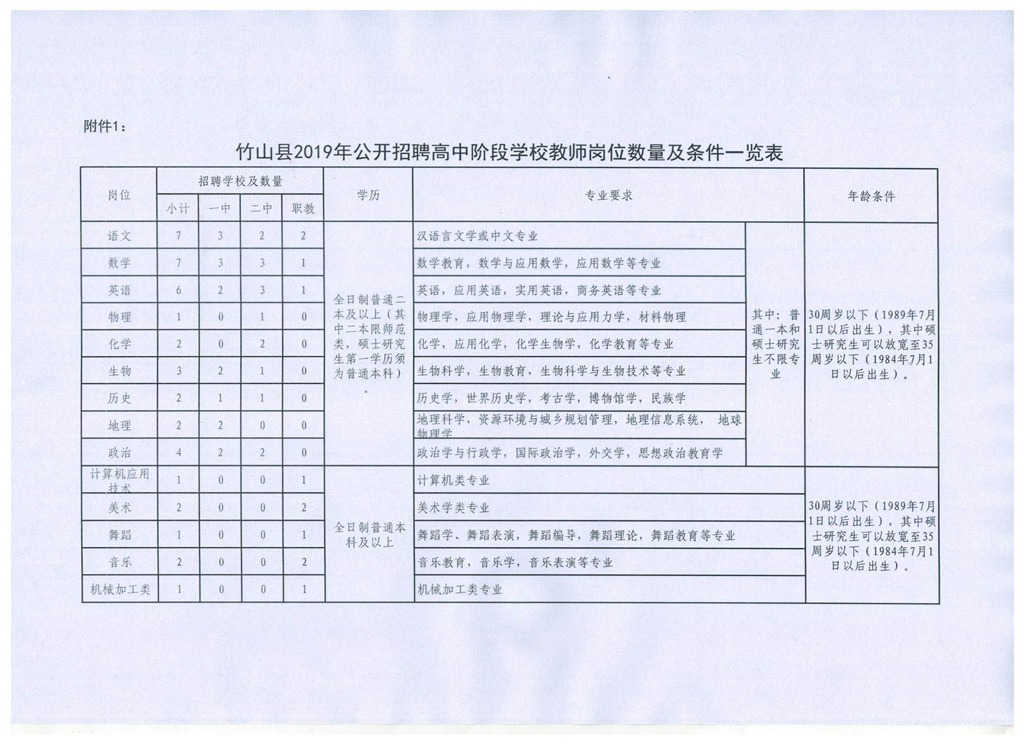 附件1：
竹山县2019年公开招聘高中阶段学校教师岗位数量及条件一览表
岗位 招聘学校及数量 学历 专业要求 年龄条件
小计 一中 二中 职教
语文 7 3 2 2 汉语言文学或中文专业
数学 7 3 3 1 数学教育，数学与应用数学，应用数学等专业
英语 6 2 3 1 英语，应用英语，实用英语，商务英语等专业
物理 1 0 1 0 物理学，应用物理学，理论与应用力学，材料物理
化学 2 0 2 0 化学，应用化学，化学生物学，化学教育等专业
生物 3 2 1 0 生物科学，生物教育，生物科学与生物技术等专业
历史 2 1 1 0 历史学，世界历史学，考古学，博物馆学，民族学
地理 2 2 0 0 地理科学，资源环境与城乡规划管理，地理信息系统， 地球
物理学
政治 4 2 2 0 政治学与行政学，国际政治学，外交学，思想政治教育学
全日制普通二
本及以上（其
中二本限师范
类，硕士研究
生第一学历须
为普通本科）
其中：普
通一本和
硕士研究
生不限专
业
30周岁以下（1989年7月
1日以后出生），其中硕
士研究生可以放宽至35
周岁以下（1984年7月1
日以后出生）。
计算机应用
技术 1 0 0 1 计算机类专业
美术 2 0 0 2 美术学类专业
舞蹈 1 0 0 1 舞蹈学、舞蹈表演，舞蹈编导，舞蹈理论，舞蹈教育等专业
音乐 2 0 0 2 音乐教育，音乐学，音乐表演等专业
机械加工类 1 0 0 1 机械加工类专业
全日制普通本
科及以上
30周岁以下（1989年7月
1日以后出生），其中硕
士研究生可以放宽至35
周岁以下（1984年7月1
日以后出生）。